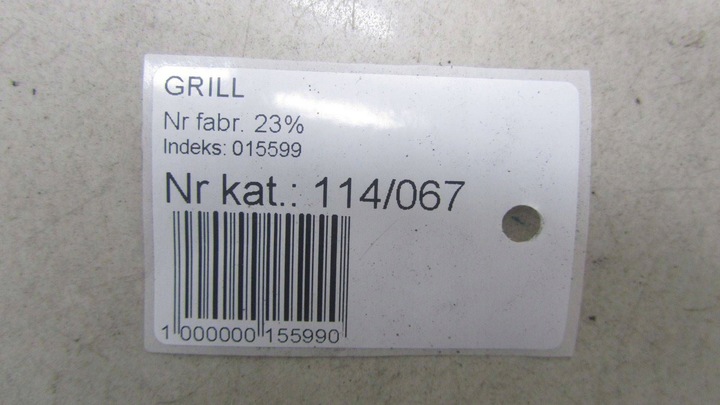 GRILL
Nr fabr. 23%
Indeks: 015599
Nr kat.: 114/067
1 000000 155990